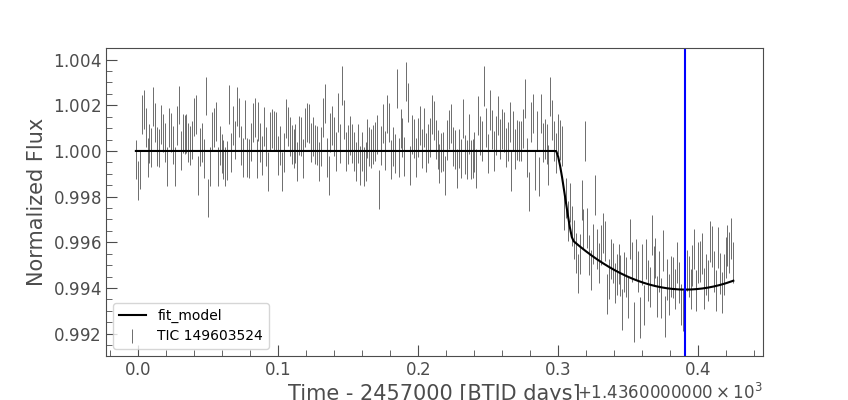 1.004
1.002
1.000
0.998
0.996
0.994
0.992
Normalized Flux
fit_model
TIC 149603524
0.0 0.1 0.2 0.3 0.4
Time - 2457000 [BTJD days]
+1.4360000000 × 10³